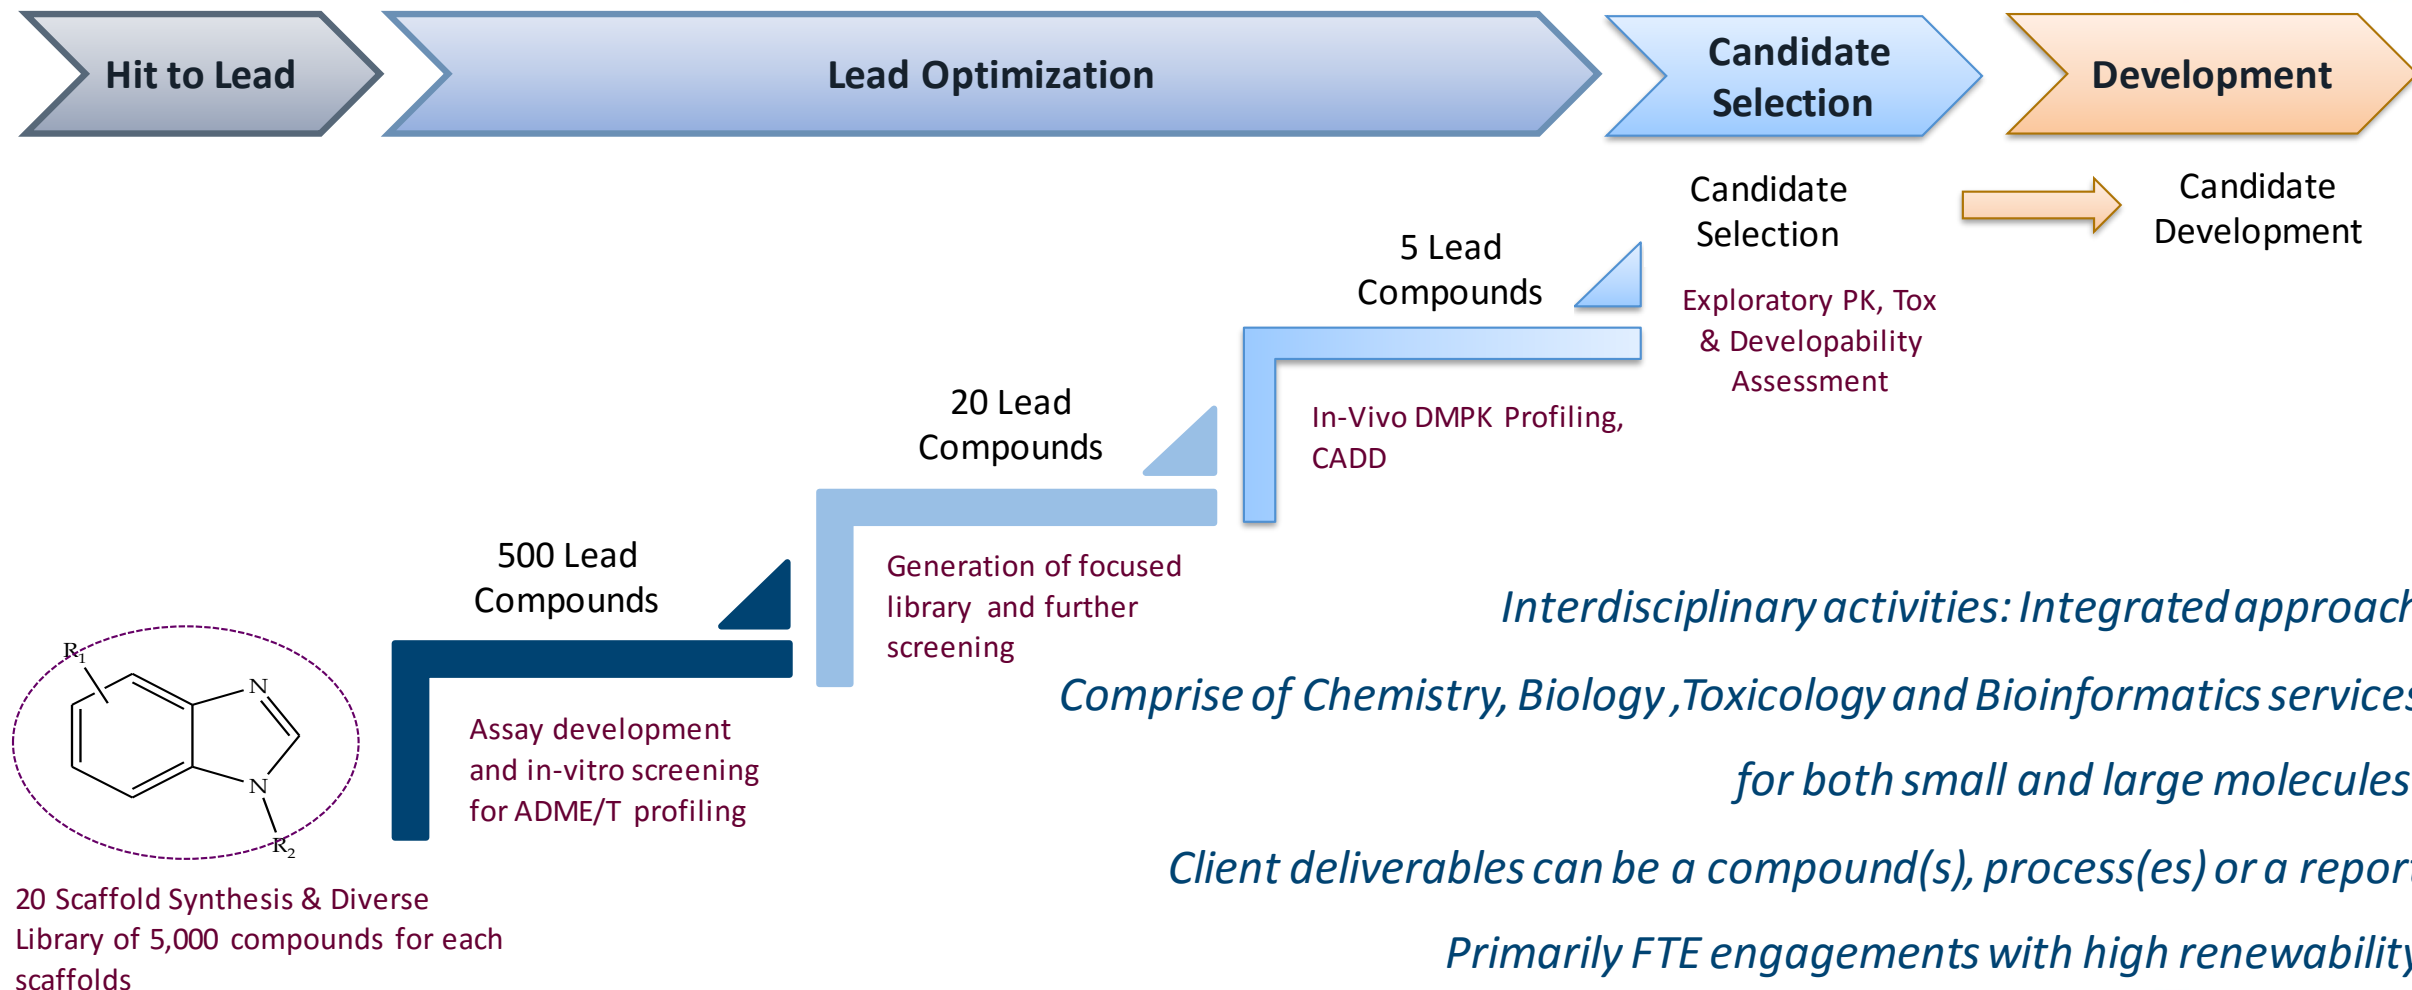 Hit to Lead
Lead Optimization
Candidate
Selection
Development
Candidate
Selection
Candidate
Development
5 Lead
Compounds
Exploratory PK, Tox
& Developability
Assessment
20 Lead
Compounds
In-Vivo DMPK Profiling,
CADD
500 Lead
Compounds
Generation of focused
library and further
screening
Assay development
and in-vitro screening
for ADME/T profiling
R1
N
N
R2
20 Scaffold Synthesis & Diverse
Library of 5,000 compounds for each
scaffolds
Interdisciplinary activities: Integrated approach
Comprise of Chemistry, Biology ,Toxicology and Bioinformatics services
for both small and large molecules
Client deliverables can be a compound(s), process(es) or a report
Primarily FTE engagements with high renewability